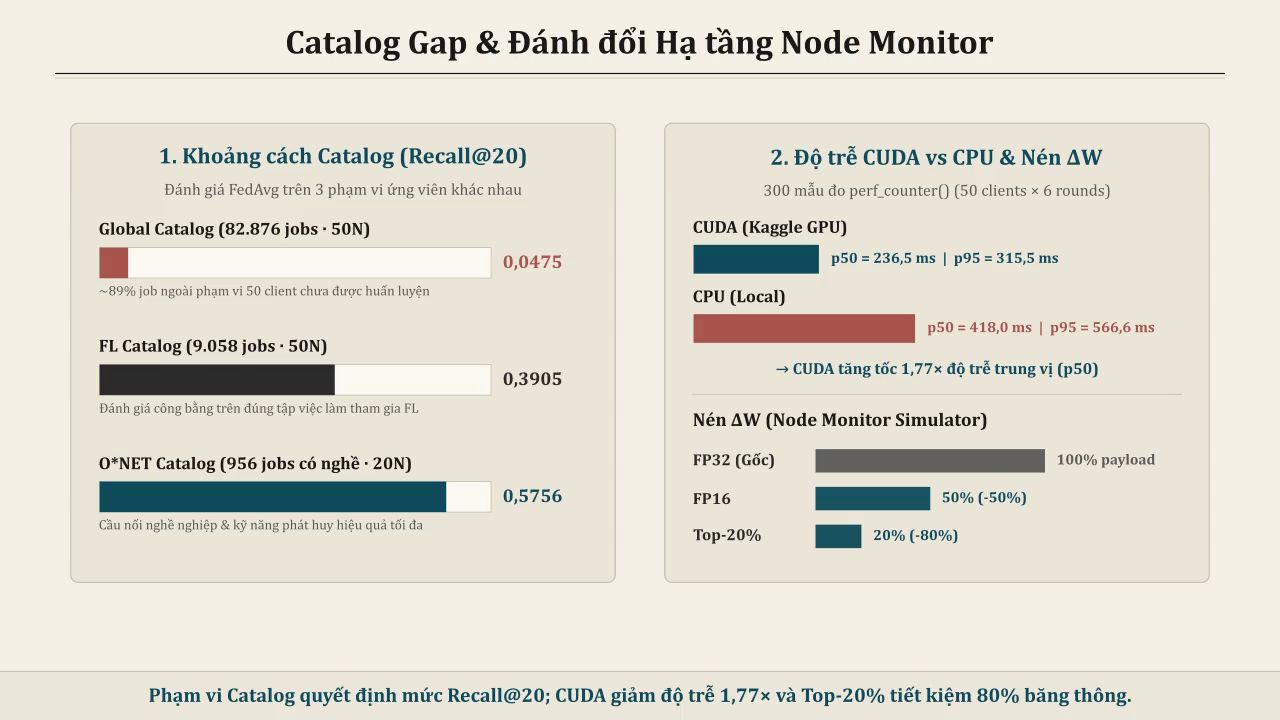 Catalog Gap & Đánh đổi Hạ tầng Node Monitor
1. Khoảng cách Catalog (Recall@20)
Đánh giá FedAvg trên 3 phạm vi ứng viên khác nhau
Global Catalog (82.876 jobs · 50N)
0,0475
~89% job ngoài phạm vi 50 client chưa được huấn luyện
FL Catalog (9.058 jobs · 50N)
0,3905
Đánh giá công bằng trên đúng tập việc làm tham gia FL
O*NET Catalog (956 jobs có nghề · 20N)
0,5756
Cầu nối nghề nghiệp & kỹ năng phát huy hiệu quả tối đa
2. Độ trễ CUDA vs CPU & Nén ΔW
300 mẫu đo perf_counter() (50 clients × 6 rounds)
CUDA (Kaggle GPU)
p50 = 236,5 ms | p95 = 315,5 ms
CPU (Local)
p50 = 418,0 ms | p95 = 566,6 ms
→ CUDA tăng tốc 1,77× độ trễ trung vị (p50)
Nén ΔW (Node Monitor Simulator)
FP32 (Gốc)
100% payload
FP16
50% (-50%)
Top-20%
20% (-80%)
Phạm vi Catalog quyết định mức Recall@20; CUDA giảm độ trễ 1,77× và Top-20% tiết kiệm 80% băng thông.